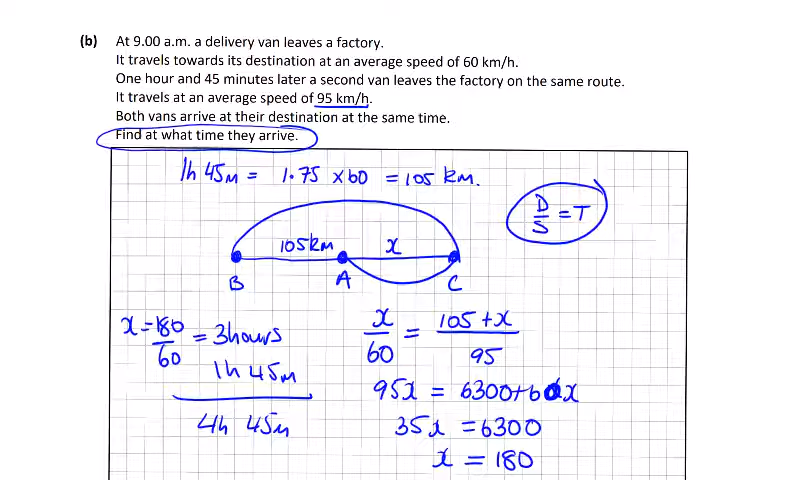 (b) At 9.00 a.m. a delivery van leaves a factory.
It travels towards its destination at an average speed of 60 km/h.
One hour and 45 minutes later a second van leaves the factory on the same route.
It travels at an average speed of 95 km/h.
Both vans arrive at their destination at the same time.
Find at what time they arrive.
1h 45M = 1.75 x 60 = 105 km.
D/S = T
105km x
B A C
x = 180/60 = 3hours
1h 45M
4h 45M
x/60 = 105 + x/95
95x = 6300 + 60x
35x = 6300
x = 180